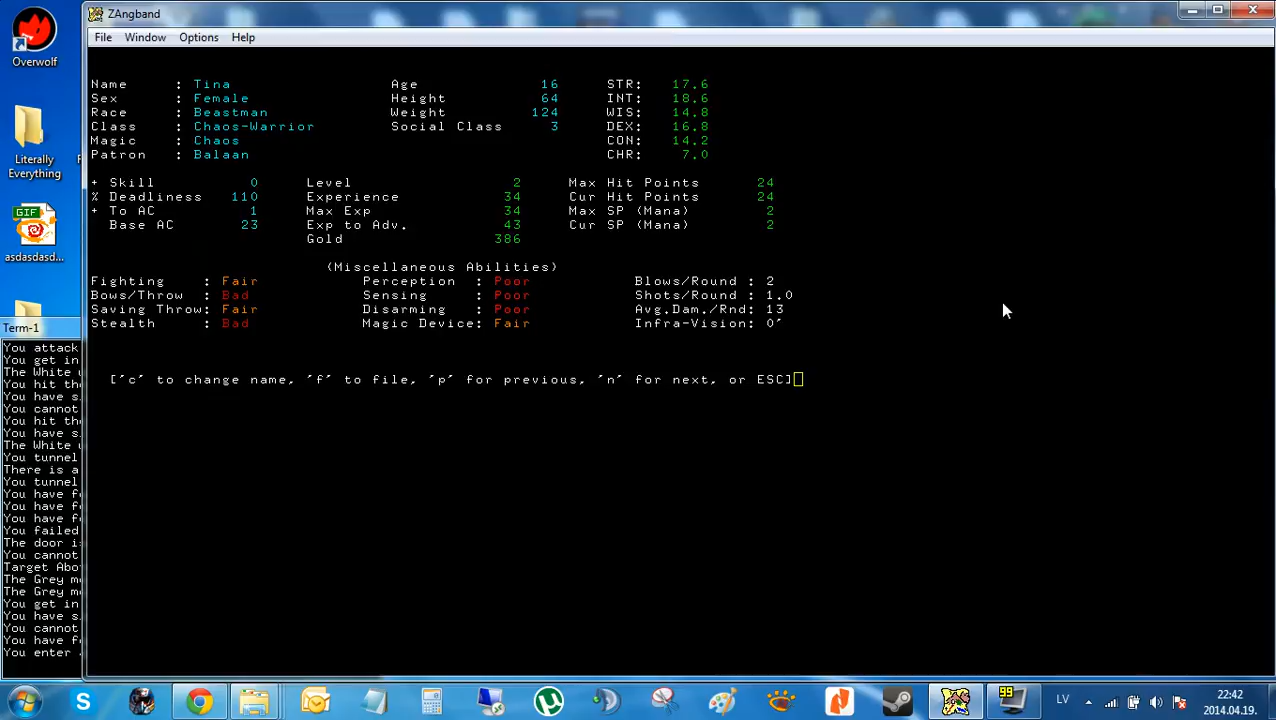 ZAngband
File Window Options Help
Overwolf
Literally
Everything
GIF
asdasdasd...
Name : Tina Age 16 STR: 17.6
Sex : Female Height 64 INT: 18.6
Race : Beastman Weight 124 WIS: 14.8
Class : Chaos-Warrior Social Class 3 DEX: 16.8
Magic : Chaos CON: 14.2
Patron : Balaan CHR: 7.0
+ Skill 0 Level 2 Max Hit Points 24
% Deadliness 110 Experience 34 Cur Hit Points 24
+ To AC 1 Max Exp 34 Max SP (Mana) 2
Base AC 23 Exp to Adv. 43 Cur SP (Mana) 2
Gold 386
(Miscellaneous Abilities)
Fighting : Fair Perception : Poor Blows/Round : 2
Bows/Throw : Bad Sensing : Poor Shots/Round : 1.0
Saving Throw: Fair Disarming : Poor Avg.Dam./Rnd: 13
Stealth : Bad Magic Device: Fair Infra-Vision: 0'
['c' to change name, 'f' to file, 'p' for previous, 'n' for next, or ESC]
Term-1
You attack
You get in
The White
You hit the
You have s
You cannot
You hit the
You have s
The White
You tunnel
There is a
You tunnel
You have f
You have f
You have f
You failed
The door i
You cannot
Target Abo
The Grey m
The Grey m
You get in
You have s
You cannot
You have f
You enter
99
LV
22:42
2014.04.19.